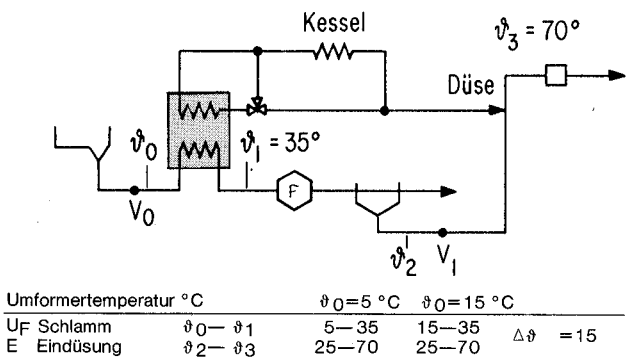 Kessel
ϑ3 = 70°
Düse
ϑ0
ϑ1 = 35°
F
V0
ϑ2
V1
Umformertemperatur °C ϑ0=5 °C ϑ0=15 °C
UF Schlamm ϑ0— ϑ1 5—35 15—35 Δϑ =15
E Eindüsung ϑ2— ϑ3 25—70 25—70